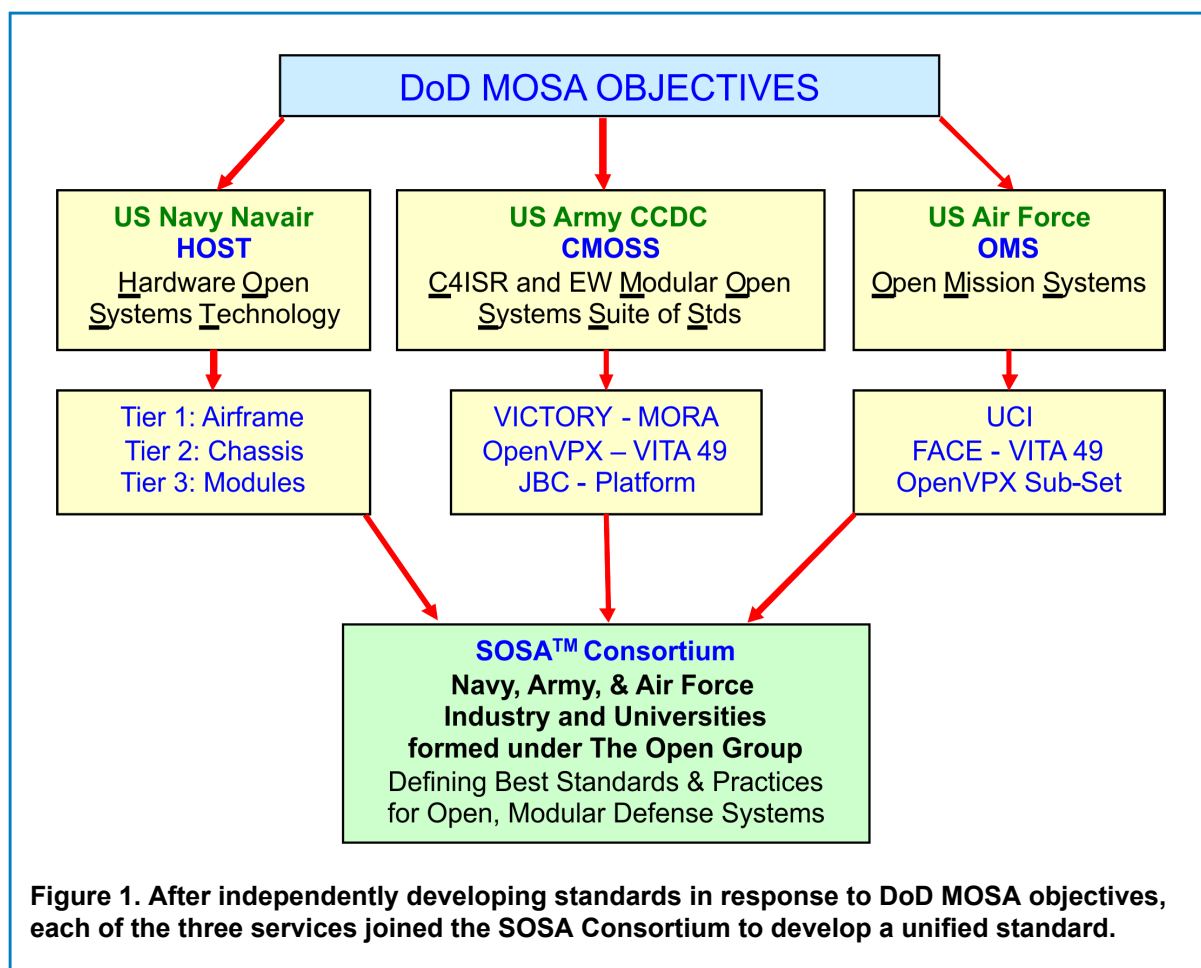 DoD MOSA OBJECTIVES
US Navy Navair
HOST
Hardware Open
Systems Technology
US Army CCDC
CMOSS
C4ISR and EW Modular Open
Systems Suite of Stds
US Air Force
OMS
Open Mission Systems
Tier 1: Airframe
Tier 2: Chassis
Tier 3: Modules
VICTORY - MORA
OpenVPX – VITA 49
JBC - Platform
UCI
FACE - VITA 49
OpenVPX Sub-Set
SOSA™ Consortium
Navy, Army, & Air Force
Industry and Universities
formed under The Open Group
Defining Best Standards & Practices
for Open, Modular Defense Systems
Figure 1. After independently developing standards in response to DoD MOSA objectives,
each of the three services joined the SOSA Consortium to develop a unified standard.